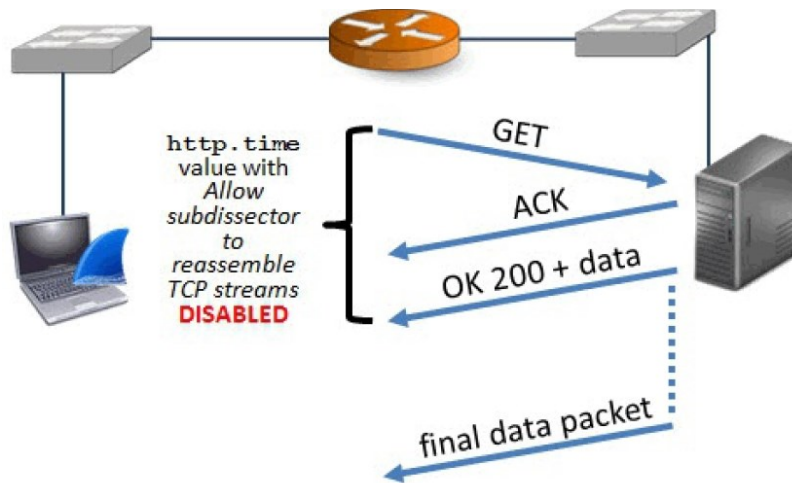 http.time
value with
Allow
subdissector
to
reassemble
TCP streams
DISABLED
GET
ACK
OK 200 + data
final data packet